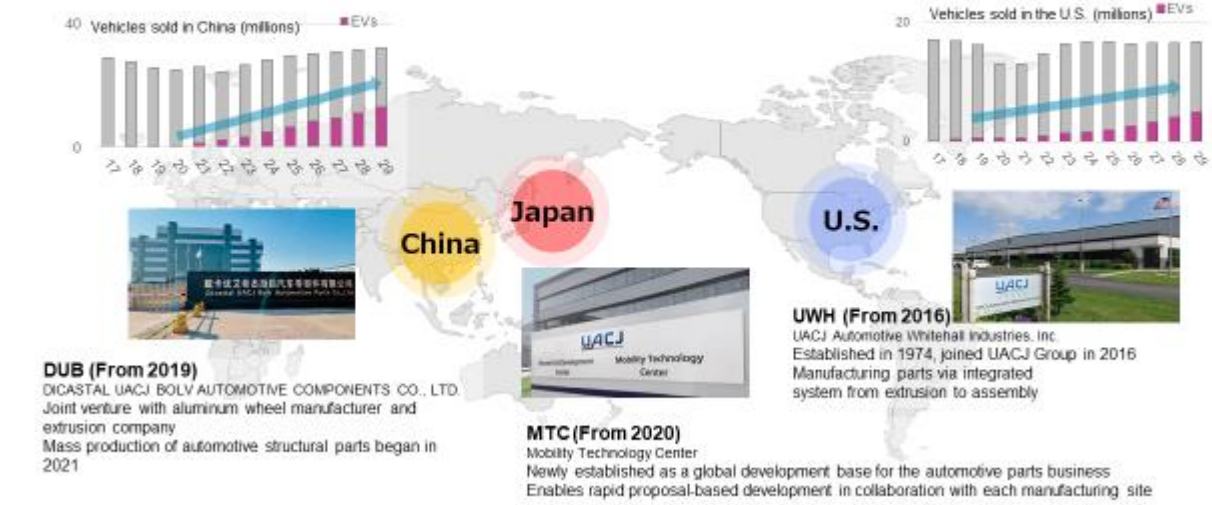 40
Vehicles sold in China (millions)
EVs
0
17
18
19
20
21
22
23
24
25
26
27
28
29
20
Vehicles sold in the U.S. (millions)
EVs
0
17
18
19
20
21
22
23
24
25
26
27
28
29
China
Japan
U.S.
UACJ
UACJ
Mobility Technology
Center
DUB (From 2019)
DICASTAL UACJ BOLV AUTOMOTIVE COMPONENTS CO., LTD.
Joint venture with aluminum wheel manufacturer and
extrusion company
Mass production of automotive structural parts began in
2021
MTC (From 2020)
Mobility Technology Center
Newly established as a global development base for the automotive parts business
Enables rapid proposal-based development in collaboration with each manufacturing site
UWH (From 2016)
UACJ Automotive Whitehall Industries, Inc.
Established in 1974, joined UACJ Group in 2016
Manufacturing parts via integrated
system from extrusion to assembly